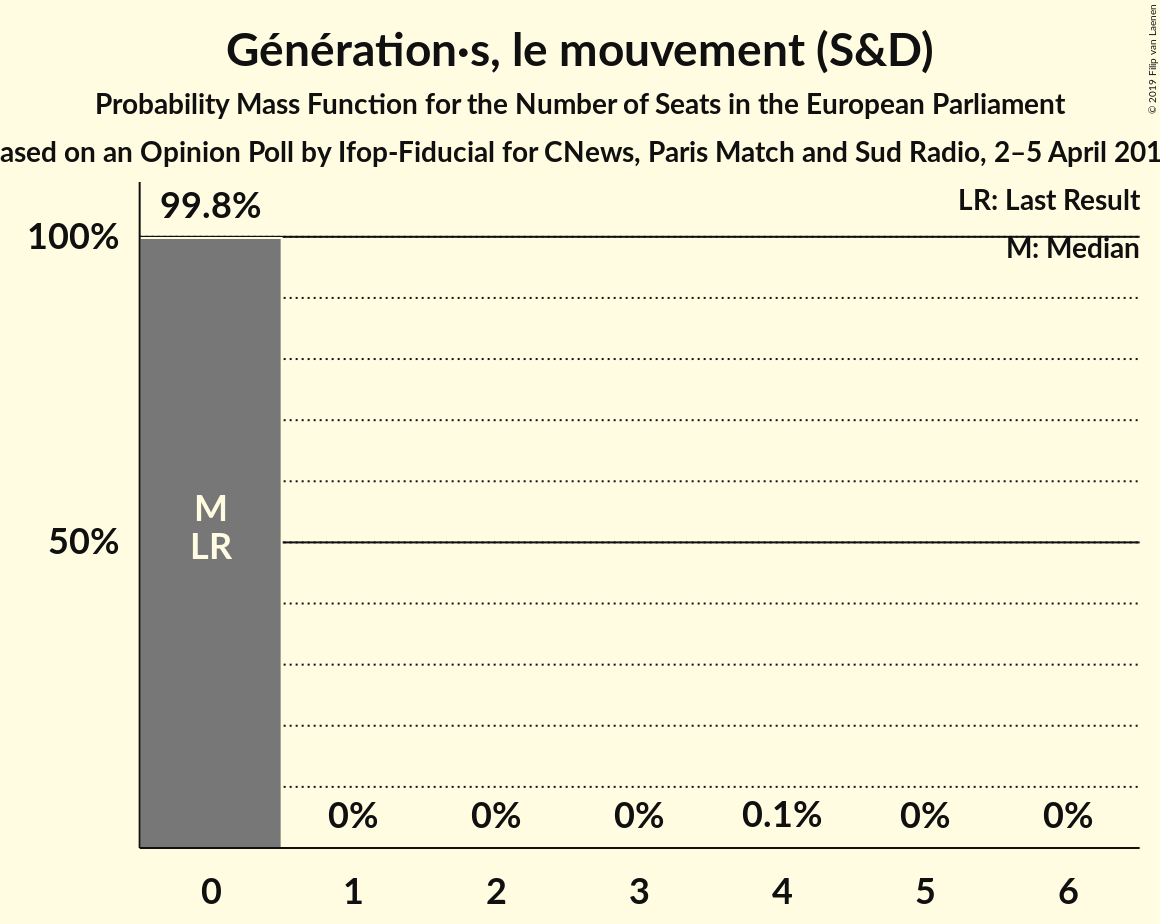 Génération·s, le mouvement (S&D)
Probability Mass Function for the Number of Seats in the European Parliament
ased on an Opinion Poll by Ifop-Fiducial for CNews, Paris Match and Sud Radio, 2–5 April 201
© 2019 Filip van Laenen
LR: Last Result
M: Median
99.8%
100%
50%
M
LR
0% 0% 0% 0.1% 0% 0%
0 1 2 3 4 5 6